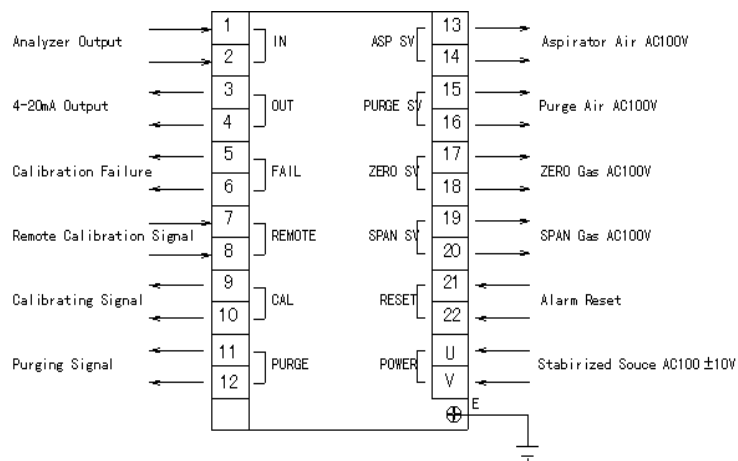 1 13
Analyzer Output IN ASP SV Aspirator Air AC100V
2 14
3 15
4-20mA Output OUT PURGE SV Purge Air AC100V
4 16
5 17
Calibration Failure FAIL ZERO SV ZERO Gas AC100V
6 18
7 19
Remote Calibration Signal REMOTE SPAN SV SPAN Gas AC100V
8 20
9 21
Calibrating Signal CAL RESET Alarm Reset
10 22
11 U
Purging Signal PURGE POWER Stabirized Souce AC100±10V
12 V
E